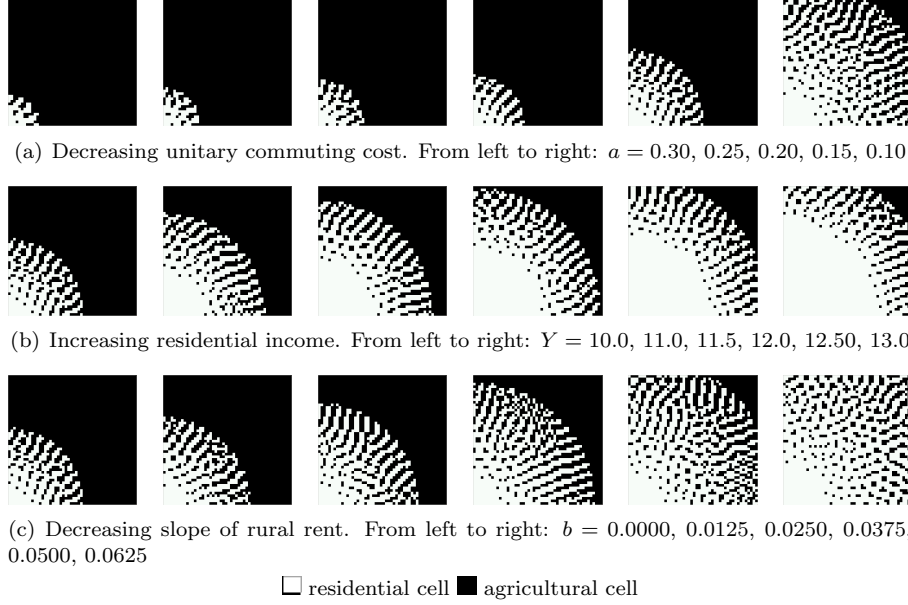 (a) Decreasing unitary commuting cost. From left to right: a = 0.30, 0.25, 0.20, 0.15, 0.10
(b) Increasing residential income. From left to right: Y = 10.0, 11.0, 11.5, 12.0, 12.50, 13.0
(c) Decreasing slope of rural rent. From left to right: b = 0.0000, 0.0125, 0.0250, 0.0375,
0.0500, 0.0625
residential cell agricultural cell